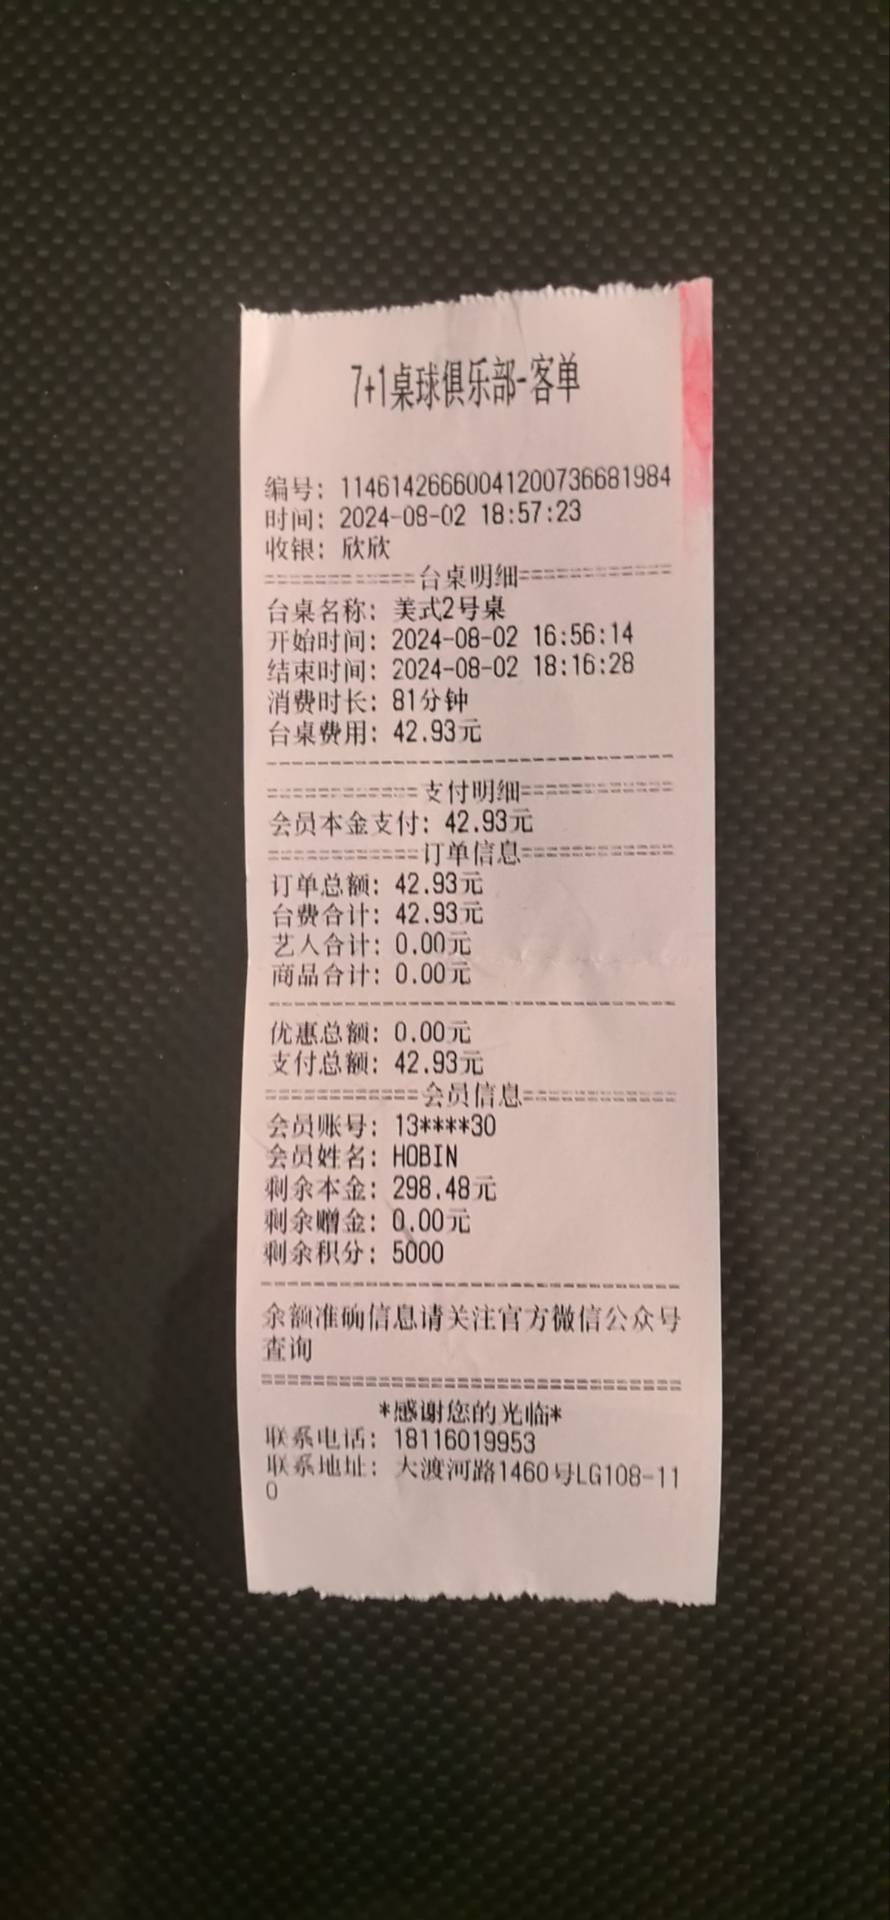 7+1桌球俱乐部-客单
编号: 11461426660041200736681984
时间: 2024-08-02 18:57:23
收银: 欣欣
============台桌明细============
台桌名称: 美式2号桌
开始时间: 2024-08-02 16:56:14
结束时间: 2024-08-02 18:16:28
消费时长: 81分钟
台桌费用: 42.93元
--------------------------------
============支付明细============
会员本金支付: 42.93元
============订单信息============
订单总额: 42.93元
台费合计: 42.93元
艺人合计: 0.00元
商品合计: 0.00元
--------------------------------
优惠总额: 0.00元
支付总额: 42.93元
============会员信息============
会员账号: 13****30
会员姓名: HOBIN
剩余本金: 298.48元
剩余赠金: 0.00元
剩余积分: 5000
--------------------------------
余额准确信息请关注官方微信公众号
查询
================================
*感谢您的光临*
联系电话: 18116019953
联系地址: 大渡河路1460号LG108-11
0